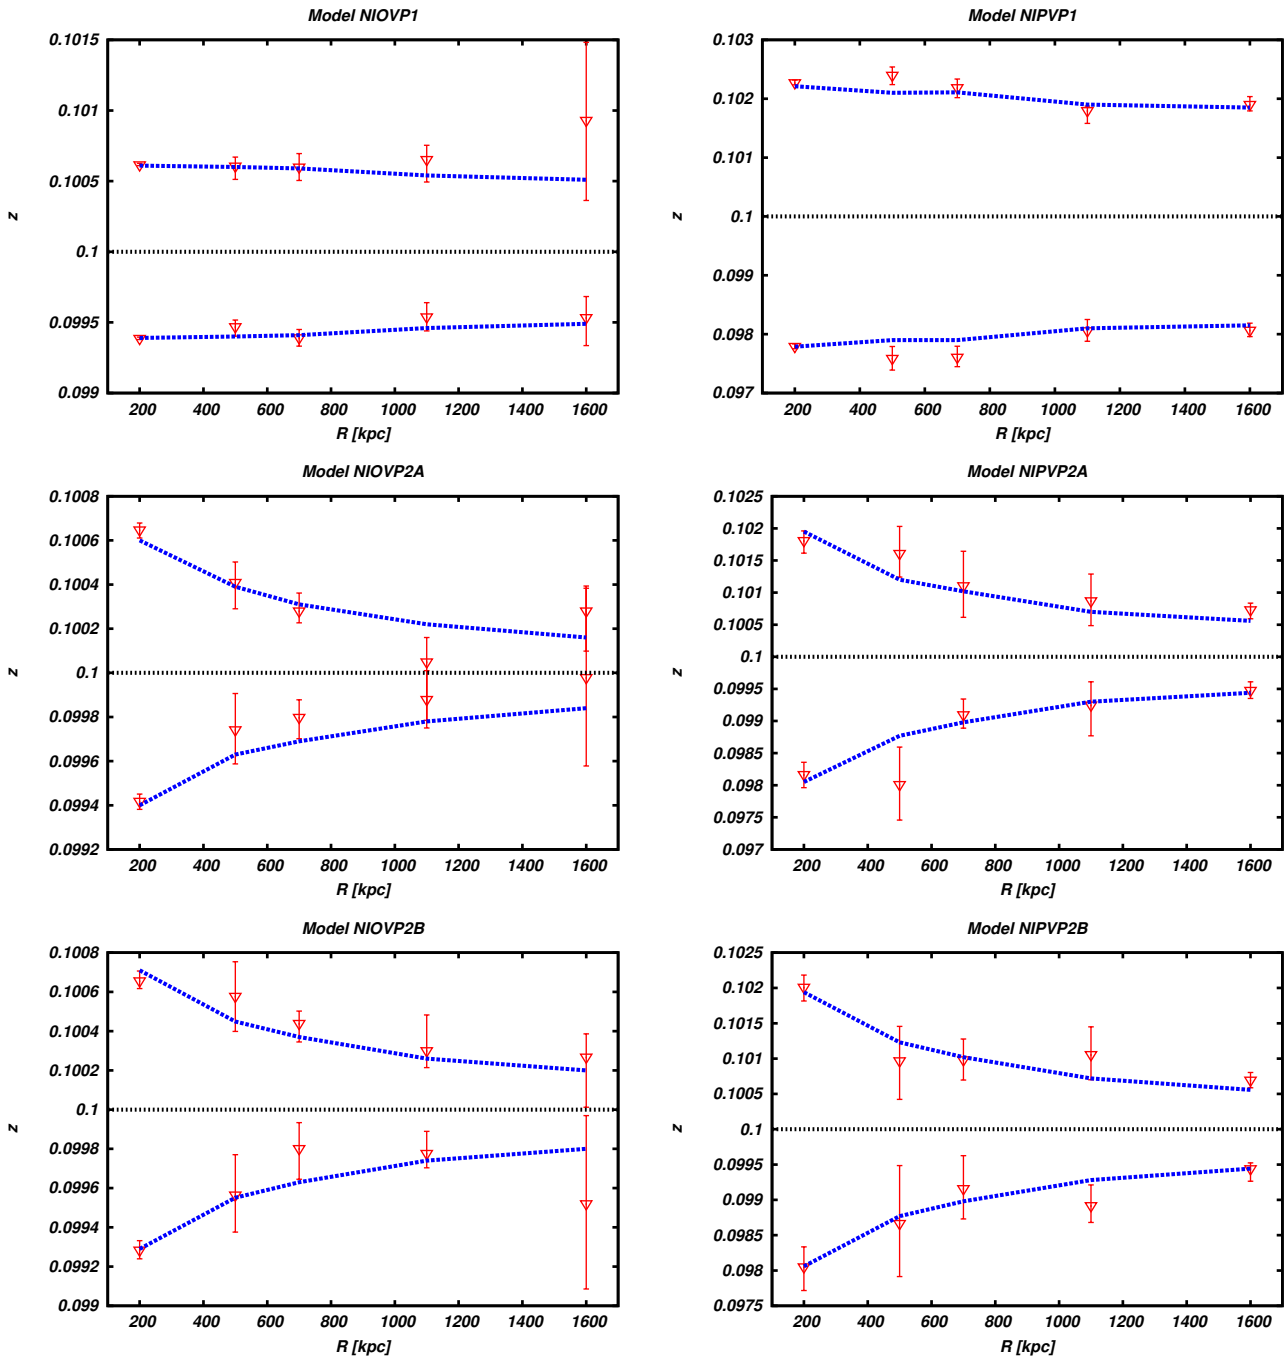 Model NIOVP1
0.1015
0.101
0.1005
0.1
0.0995
0.099
z
200 400 600 800 1000 1200 1400 1600
R [kpc]
Model NIPVP1
0.103
0.102
0.101
0.1
0.099
0.098
0.097
z
200 400 600 800 1000 1200 1400 1600
R [kpc]
Model NIOVP2A
0.1008
0.1006
0.1004
0.1002
0.1
0.0998
0.0996
0.0994
0.0992
z
200 400 600 800 1000 1200 1400 1600
R [kpc]
Model NIPVP2A
0.1025
0.102
0.1015
0.101
0.1005
0.1
0.0995
0.099
0.0985
0.098
0.0975
0.097
z
200 400 600 800 1000 1200 1400 1600
R [kpc]
Model NIOVP2B
0.1008
0.1006
0.1004
0.1002
0.1
0.0998
0.0996
0.0994
0.0992
0.099
z
200 400 600 800 1000 1200 1400 1600
R [kpc]
Model NIPVP2B
0.1025
0.102
0.1015
0.101
0.1005
0.1
0.0995
0.099
0.0985
0.098
0.0975
z
200 400 600 800 1000 1200 1400 1600
R [kpc]